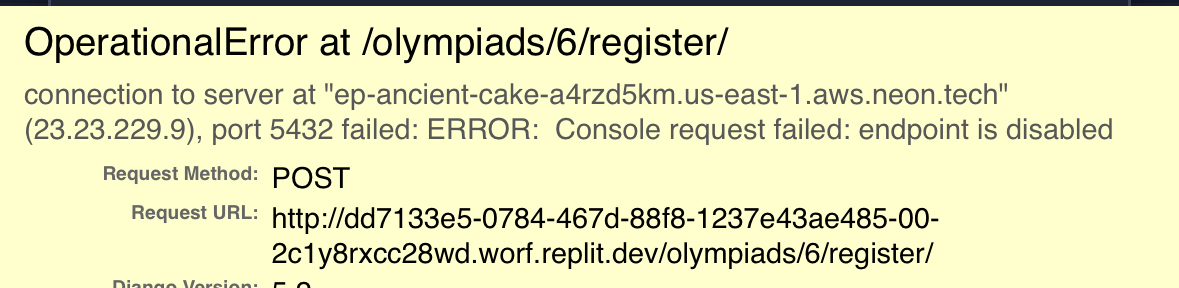 OperationalError at /olympiads/6/register/
connection to server at "ep-ancient-cake-a4rzd5km.us-east-1.aws.neon.tech"
(23.23.229.9), port 5432 failed: ERROR:  Console request failed: endpoint is disabled
Request Method: POST
Request URL: http://dd7133e5-0784-467d-88f8-1237e43ae485-00-
2c1y8rxcc28wd.worf.replit.dev/olympiads/6/register/
Django Version: